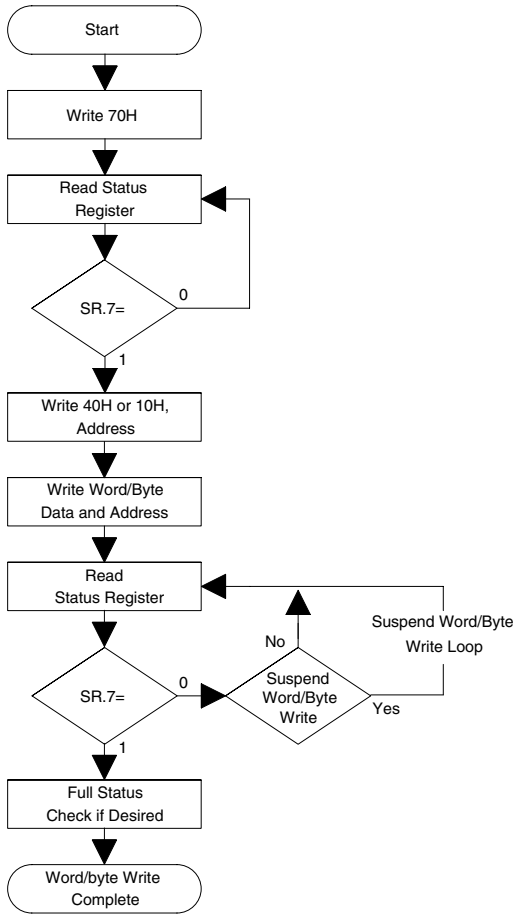 Start
Write 70H
Read Status
Register
SR.7=
0
1
Write 40H or 10H,
Address
Write Word/Byte
Data and Address
Read
Status Register
Suspend Word/Byte
Write Loop
No
SR.7=
0
Suspend
Word/Byte
Write
Yes
1
Full Status
Check if Desired
Word/byte Write
Complete